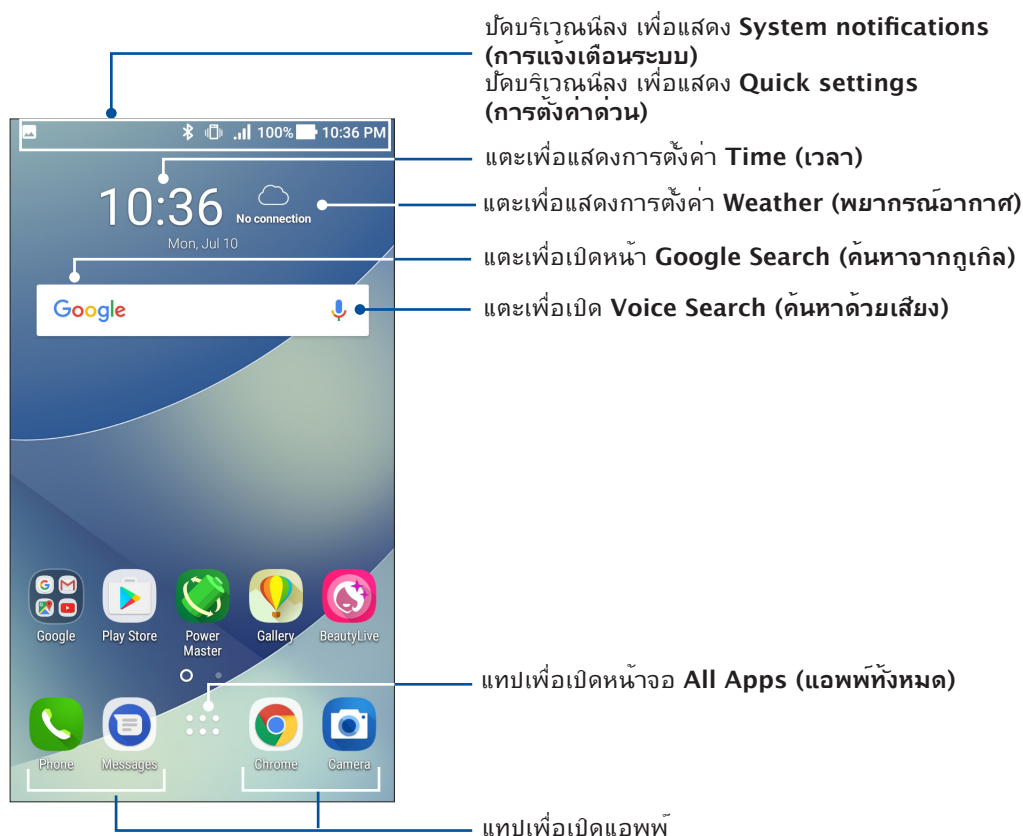 ปัดบริเวณนี้ลง เพื่อแสดง System notifications
(การแจ้งเตือนระบบ)
ปัดบริเวณนี้ลง เพื่อแสดง Quick settings
(การตั้งค่าด่วน)
100% 10:36 PM
แตะเพื่อแสดงการตั้งค่า Time (เวลา)
10:36
No connection
แตะเพื่อแสดงการตั้งค่า Weather (พยากรณ์อากาศ)
Mon, Jul 10
แตะเพื่อเปิดหน้า Google Search (ค้นหาจากกูเกิล)
Google
แตะเพื่อเปิด Voice Search (ค้นหาด้วยเสียง)
Google Play Store Power Gallery BeautyLive
Master
แทปเพื่อเปิดหน้าจอ All Apps (แอพพ์ทั้งหมด)
Phone Messages Chrome Camera
แทปเพื่อเปิดแอพพ์